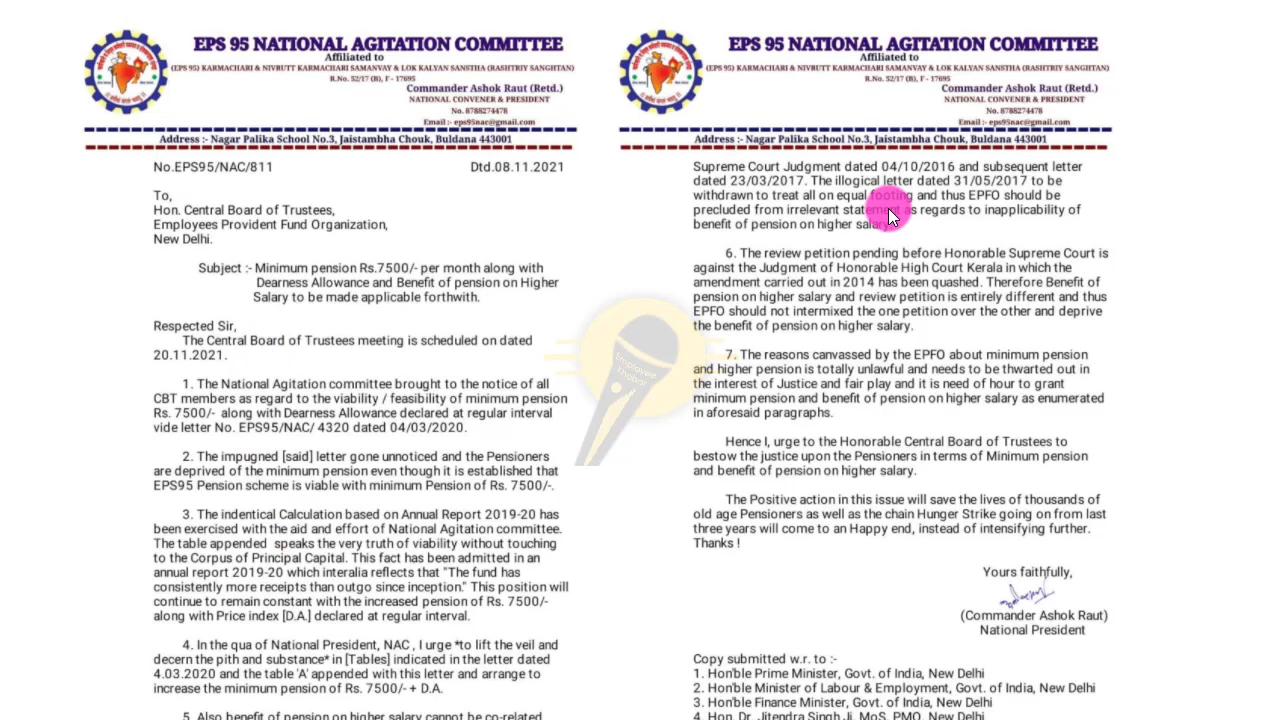 EPS 95 NATIONAL AGITATION COMMITTEE
Affiliated to
(EPS 95) KARMACHARI & NIVRUTT KARMACHARI SAMANVAY & LOK KALYAN SANSTHA (RASHTRIY SANGHTAN)
R.No. 52/17 (B), F - 17695
Commander Ashok Raut (Retd.)
NATIONAL CONVENER & PRESIDENT
No. 8788274478
Email :- eps95nac@gmail.com
Address :- Nagar Palika School No.3, Jaistambha Chouk, Buldana 443001
No.EPS95/NAC/811 Dtd.08.11.2021
To,
Hon. Central Board of Trustees,
Employees Provident Fund Organization,
New Delhi.
Subject :- Minimum pension Rs.7500/- per month along with
Dearness Allowance and Benefit of pension on Higher
Salary to be made applicable forthwith.
Respected Sir,
The Central Board of Trustees meeting is scheduled on dated
20.11.2021.
1. The National Agitation committee brought to the notice of all
CBT members as regard to the viability / feasibility of minimum pension
Rs. 7500/- along with Dearness Allowance declared at regular interval
vide letter No. EPS95/NAC/ 4320 dated 04/03/2020.
2. The impugned [said] letter gone unnoticed and the Pensioners
are deprived of the minimum pension even though it is established that
EPS95 Pension scheme is viable with minimum Pension of Rs. 7500/-.
3. The indentical Calculation based on Annual Report 2019-20 has
been exercised with the aid and effort of National Agitation committee.
The table appended speaks the very truth of viability without touching
to the Corpus of Principal Capital. This fact has been admitted in an
annual report 2019-20 which interalia reflects that "The fund has
consistently more receipts than outgo since inception." This position will
continue to remain constant with the increased pension of Rs. 7500/-
along with Price index [D.A.] declared at regular interval.
4. In the qua of National President, NAC , I urge *to lift the veil and
decern the pith and substance* in [Tables] indicated in the letter dated
4.03.2020 and the table 'A' appended with this letter and arrange to
increase the minimum pension of Rs. 7500/- + D.A.
5. Also benefit of pension on higher salary cannot be co-related
EPS 95 NATIONAL AGITATION COMMITTEE
Affiliated to
(EPS 95) KARMACHARI & NIVRUTT KARMACHARI SAMANVAY & LOK KALYAN SANSTHA (RASHTRIY SANGHTAN)
R.No. 52/17 (B), F - 17695
Commander Ashok Raut (Retd.)
NATIONAL CONVENER & PRESIDENT
No. 8788274478
Email :- eps95nac@gmail.com
Address :- Nagar Palika School No.3, Jaistambha Chouk, Buldana 443001
Supreme Court Judgment dated 04/10/2016 and subsequent letter
dated 23/03/2017. The illogical letter dated 31/05/2017 to be
withdrawn to treat all on equal footing and thus EPFO should be
precluded from irrelevant statement as regards to inapplicability of
benefit of pension on higher salary.
6. The review petition pending before Honorable Supreme Court is
against the Judgment of Honorable High Court Kerala in which the
amendment carried out in 2014 has been quashed. Therefore Benefit of
pension on higher salary and review petition is entirely different and thus
EPFO should not intermixed the one petition over the other and deprive
the benefit of pension on higher salary.
7. The reasons canvassed by the EPFO about minimum pension
and higher pension is totally unlawful and needs to be thwarted out in
the interest of Justice and fair play and it is need of hour to grant
minimum pension and benefit of pension on higher salary as enumerated
in aforesaid paragraphs.
Hence I, urge to the Honorable Central Board of Trustees to
bestow the justice upon the Pensioners in terms of Minimum pension
and benefit of pension on higher salary.
The Positive action in this issue will save the lives of thousands of
old age Pensioners as well as the chain Hunger Strike going on from last
three years will come to an Happy end, instead of intensifying further.
Thanks !
Yours faithfully,
(Commander Ashok Raut)
National President
Copy submitted w.r. to :-
1. Hon'ble Prime Minister, Govt. of India, New Delhi
2. Hon'ble Minister of Labour & Employment, Govt. of India, New Delhi
3. Hon'ble Finance Minister, Govt. of India, New Delhi
4. Hon. Dr. Jitendra Singh Ji, MoS, PMO, New Delhi
Employee
Khabar